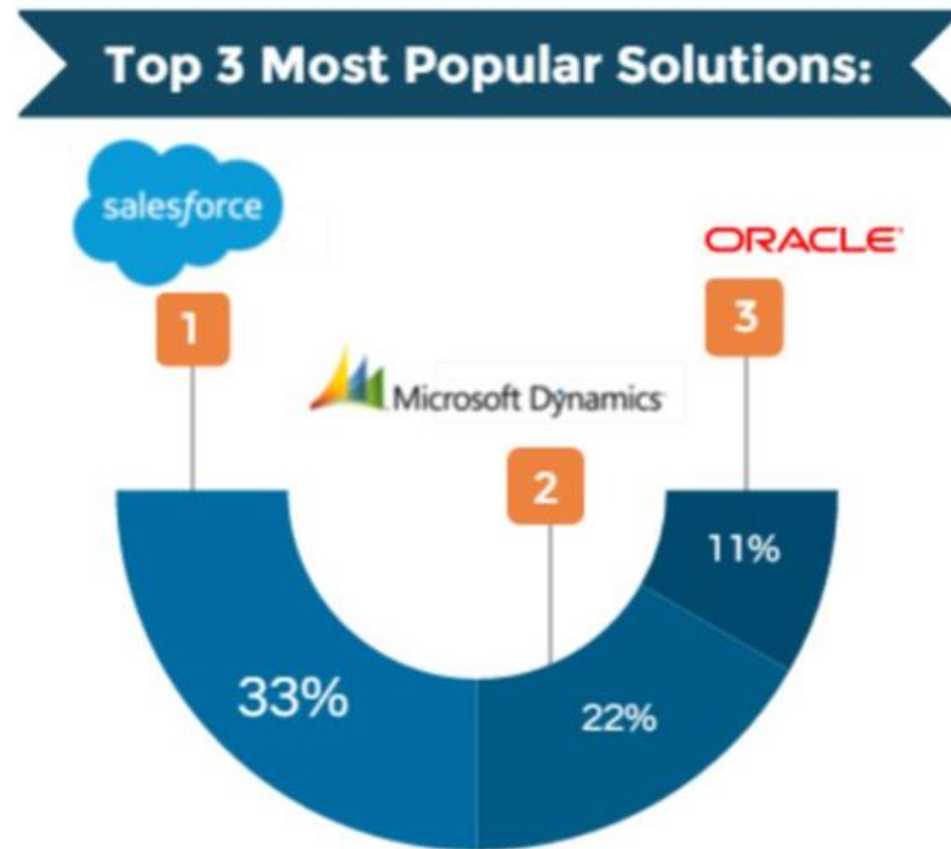 Top 3 Most Popular Solutions:
salesforce
1
ORACLE
3
Microsoft Dynamics
2
11%
33%
22%